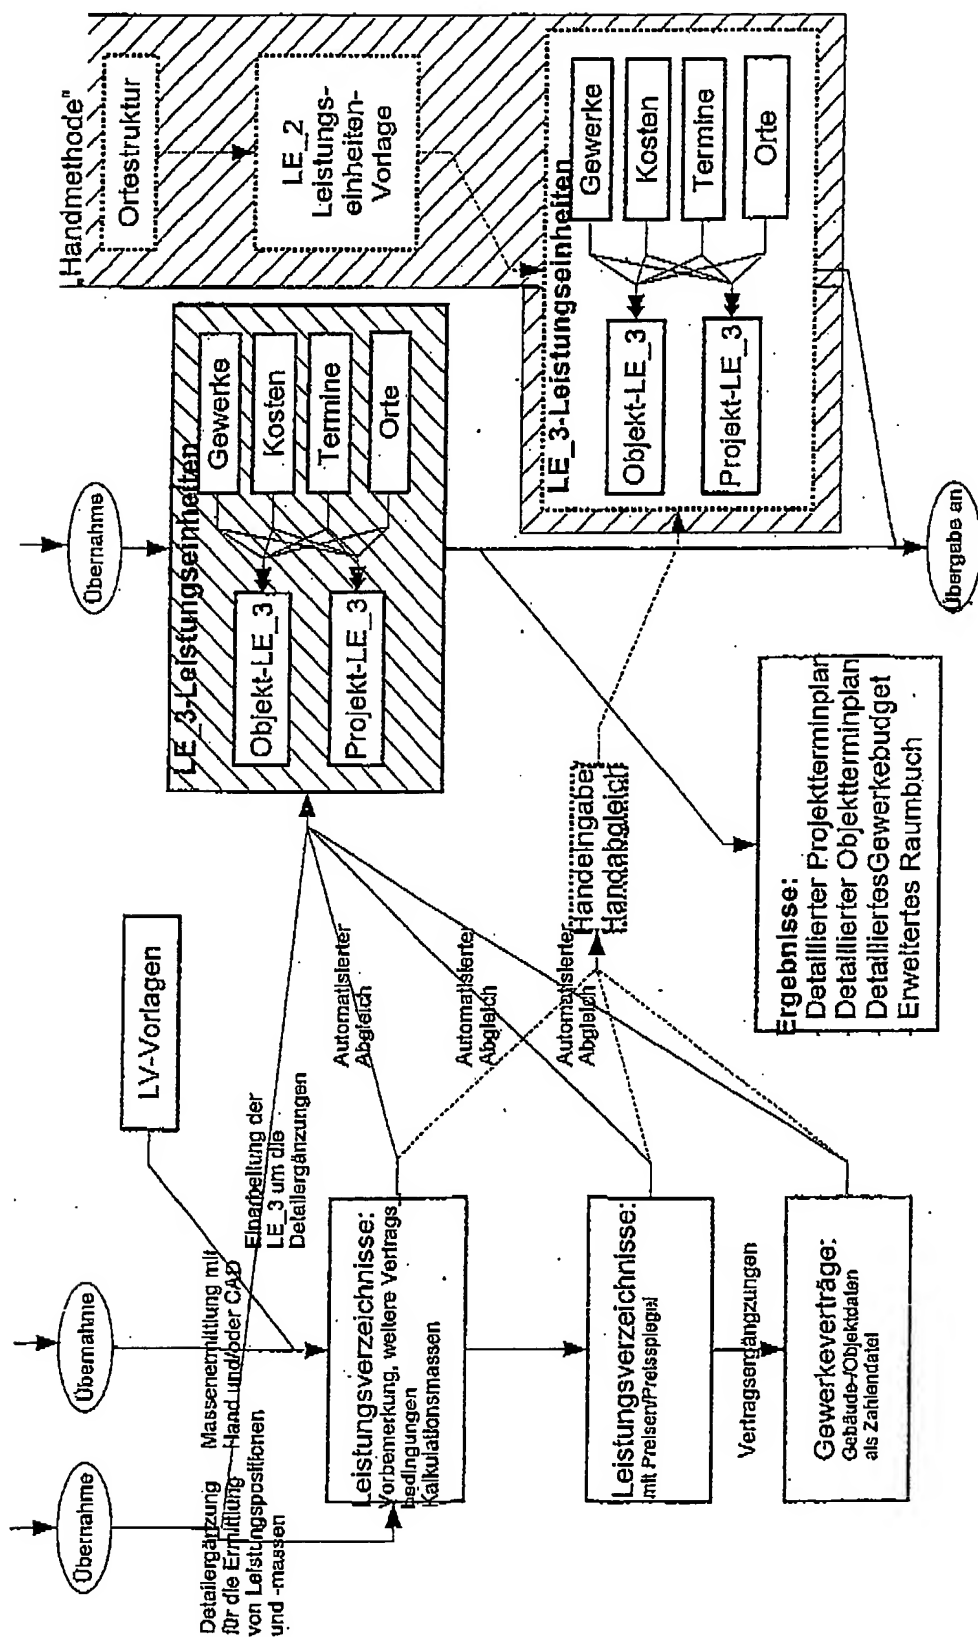 Übernahme
Detailergänzung
für die Ermittlung
von Leistungspositionen
und -massen
Übernahme
Massenermittlung mit
Hand und/oder CAD
LV-Vorlagen
Einarbeitung der
LE_3 um die
Detailergänzungen
Leistungsverzeichnisse:
Vorbemerkung, weitere Vertrags
bedingungen
Kalkulationsmassen
Leistungsverzeichnisse:
mit Preisen/Preisspiegel
Vertragsergängzungen
Gewerkeverträge:
Gebäude-/Objektdaten
als Zahlendatei
Automatisierter
Abgleich
Automatisierter
Abgleich
Automatisierter
Abgleich
Handeingabe
Handabgleich
Übernahme
LE_3-Leistungseinheiten
Objekt-LE_3
Projekt-LE_3
Gewerke
Kosten
Termine
Orte
Ergebnisse:
Detaillierter Projektterminplan
Detaillierter Objektterminplan
DetailliertesGewerkebudget
Erweitertes Raumbuch
Übergabe an
„Handmethode"
Ortestruktur
LE_2
Leistungs-
einheiten-
Vorlage
LE_3-Leistungseinheiten
Objekt-LE_3
Projekt-LE_3
Gewerke
Kosten
Termine
Orte